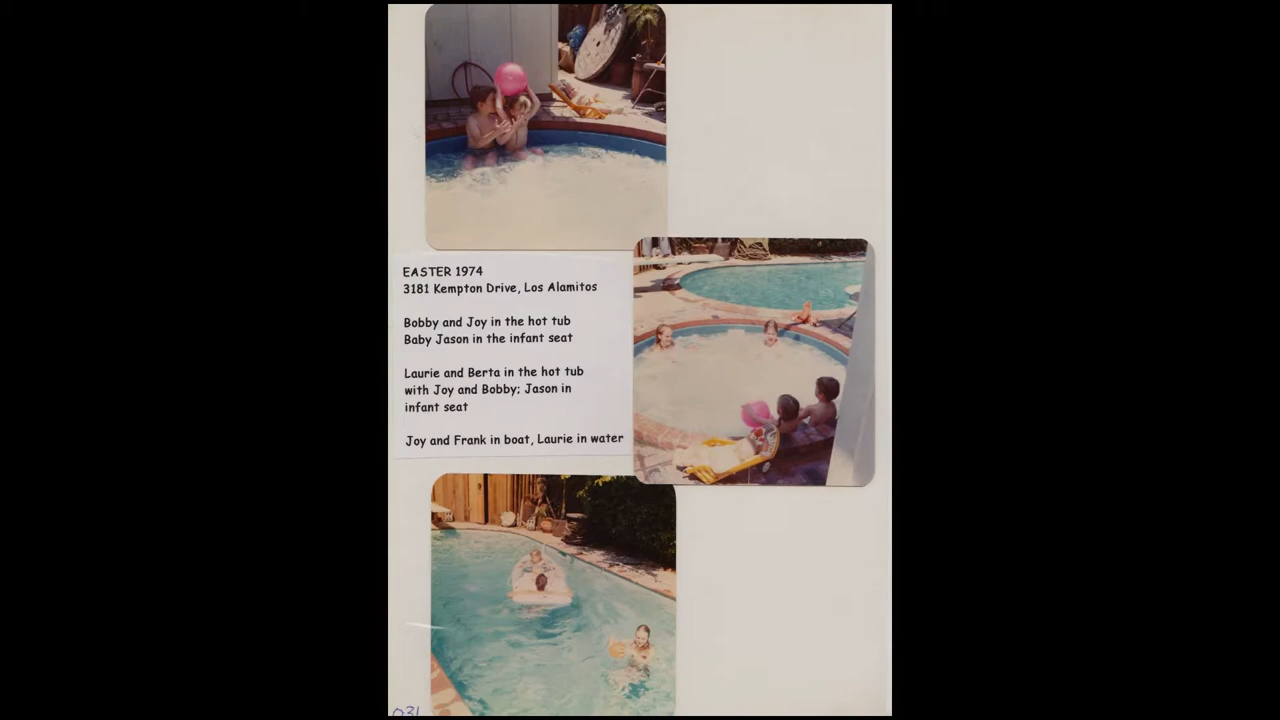 EASTER 1974
3181 Kempton Drive, Los Alamitos
Bobby and Joy in the hot tub
Baby Jason in the infant seat
Laurie and Berta in the hot tub
with Joy and Bobby; Jason in
infant seat
Joy and Frank in boat, Laurie in water
031